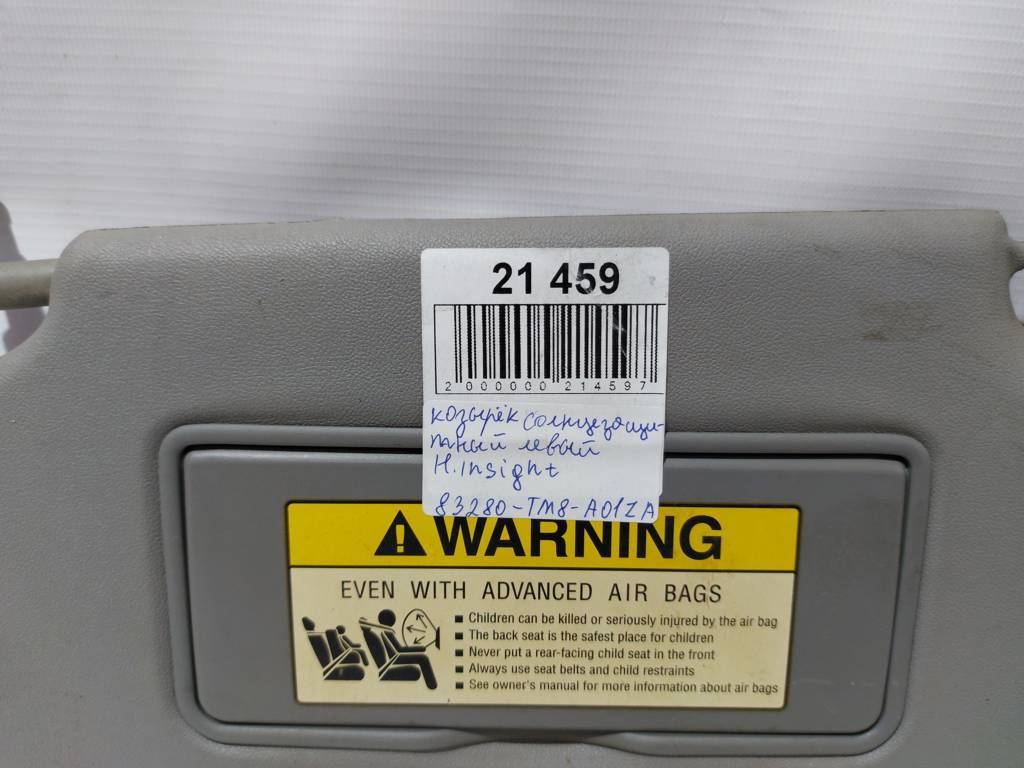 21 459
2 000000 214597
козырёк солнцезащи-
тный левый
H.Insight
83280-TM8-A01ZA
WARNING
EVEN WITH ADVANCED AIR BAGS
■ Children can be killed or seriously injured by the air bag
■ The back seat is the safest place for children
■ Never put a rear-facing child seat in the front
■ Always use seat belts and child restraints
■ See owner's manual for more information about air bags